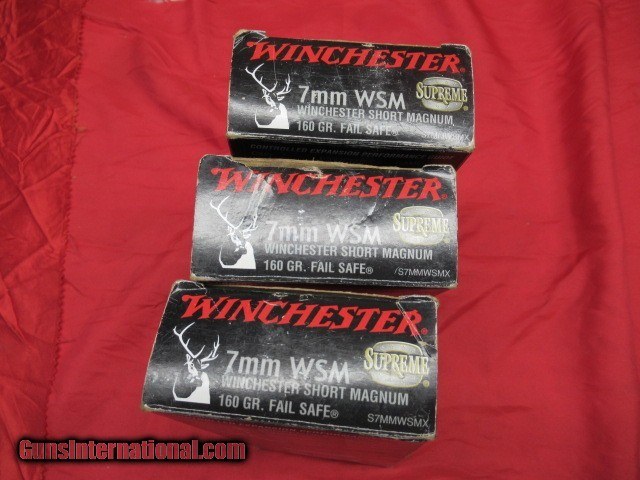 WINCHESTER
7mm WSM
SUPREME
WINCHESTER SHORT MAGNUM
160 GR. FAIL SAFE®
WINCHESTER
7mm WSM
SUPREME
WINCHESTER SHORT MAGNUM
160 GR. FAIL SAFE®
S7MMWSMX
WINCHESTER
7mm WSM
SUPREME
WINCHESTER SHORT MAGNUM
160 GR. FAIL SAFE®
S7MMWSMX
GunsInternational.com